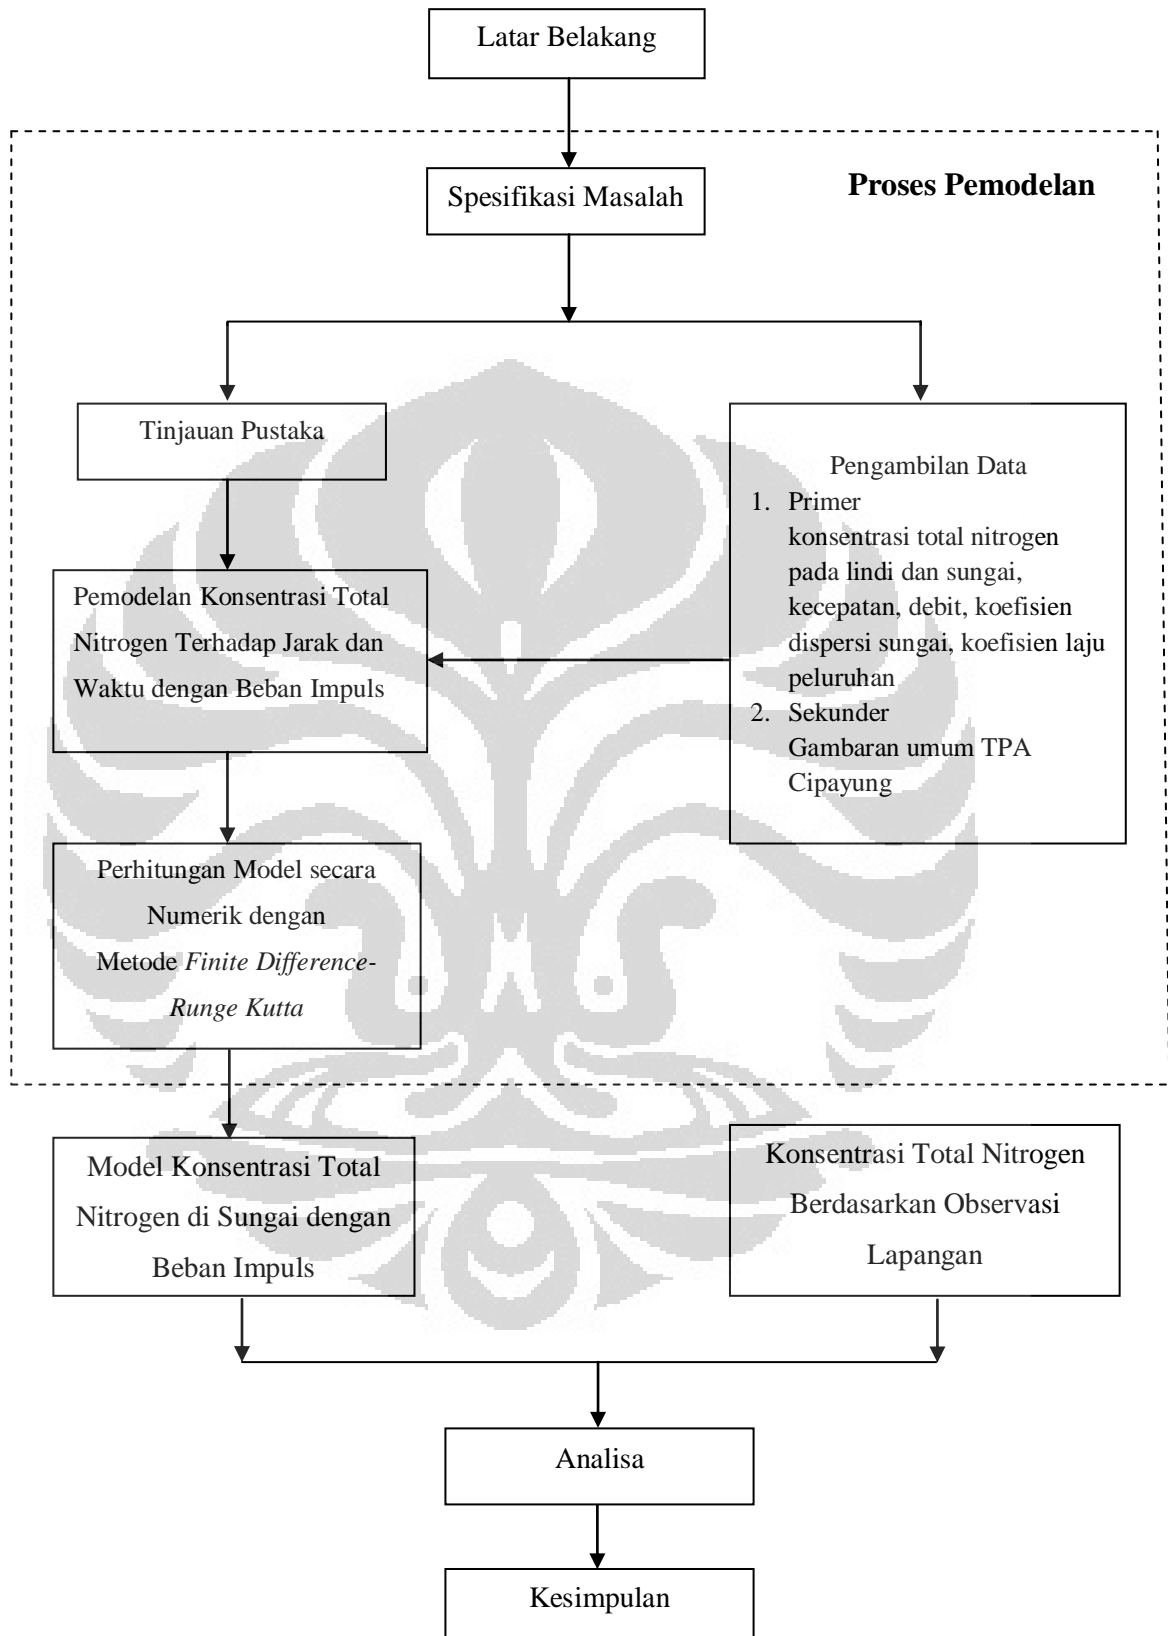 Latar Belakang
Proses Pemodelan
Spesifikasi Masalah
Tinjauan Pustaka
Pengambilan Data
1. Primer
konsentrasi total nitrogen
pada lindi dan sungai,
kecepatan, debit, koefisien
dispersi sungai, koefisien laju
peluruhan
2. Sekunder
Gambaran umum TPA
Cipayung
Pemodelan Konsentrasi Total
Nitrogen Terhadap Jarak dan
Waktu dengan Beban Impuls
Perhitungan Model secara
Numerik dengan
Metode Finite Difference-
Runge Kutta
Model Konsentrasi Total
Nitrogen di Sungai dengan
Beban Impuls
Konsentrasi Total Nitrogen
Berdasarkan Observasi
Lapangan
Analisa
Kesimpulan